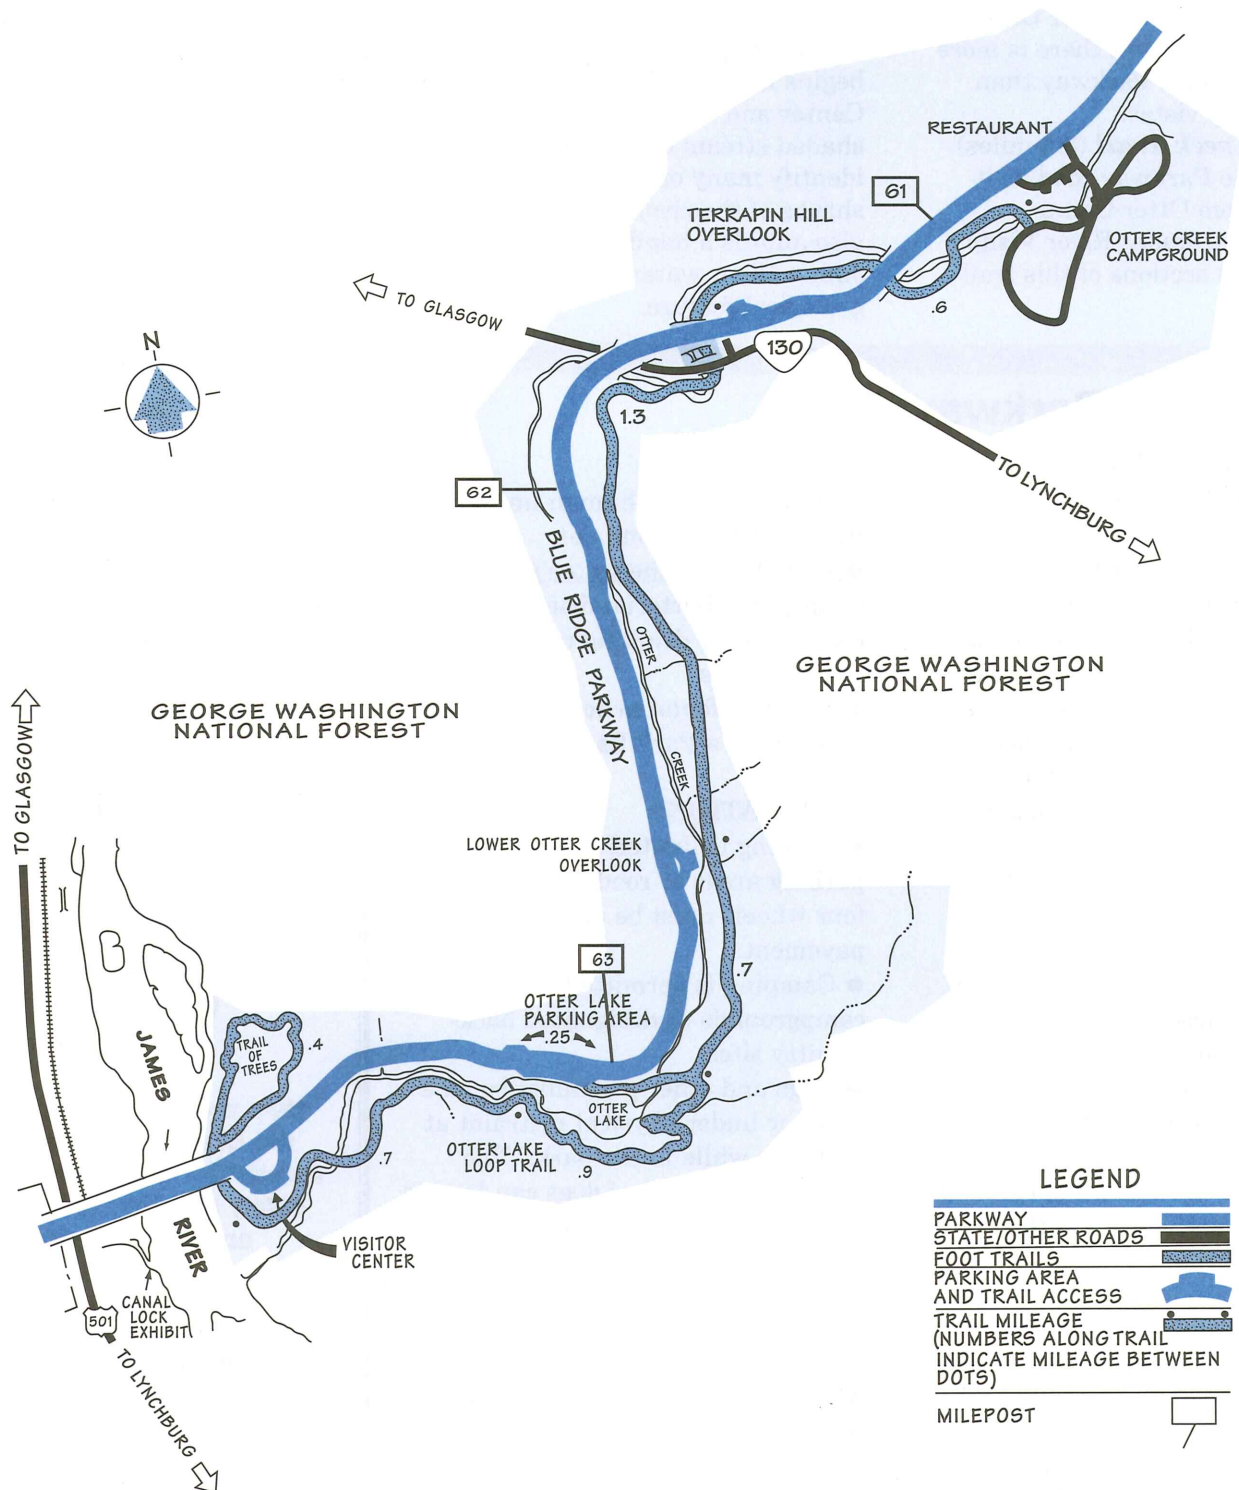 RESTAURANT
61
TERRAPIN HILL
OVERLOOK
OTTER CREEK
CAMPGROUND
TO GLASGOW
.6
N
130
1.3
TO LYNCHBURG
62
BLUE RIDGE PARKWAY
OTTER
CREEK
GEORGE WASHINGTON
NATIONAL FOREST
GEORGE WASHINGTON
NATIONAL FOREST
TO GLASGOW
LOWER OTTER CREEK
OVERLOOK
.7
63
OTTER LAKE
PARKING AREA
.25
TRAIL
OF
TREES
.4
JAMES
RIVER
OTTER
LAKE
OTTER LAKE
LOOP TRAIL
.7
.9
VISITOR
CENTER
CANAL
LOCK
EXHIBIT
501
TO LYNCHBURG
LEGEND
PARKWAY
STATE/OTHER ROADS
FOOT TRAILS
PARKING AREA
AND TRAIL ACCESS
TRAIL MILEAGE
(NUMBERS ALONG TRAIL
INDICATE MILEAGE BETWEEN
DOTS)
MILEPOST